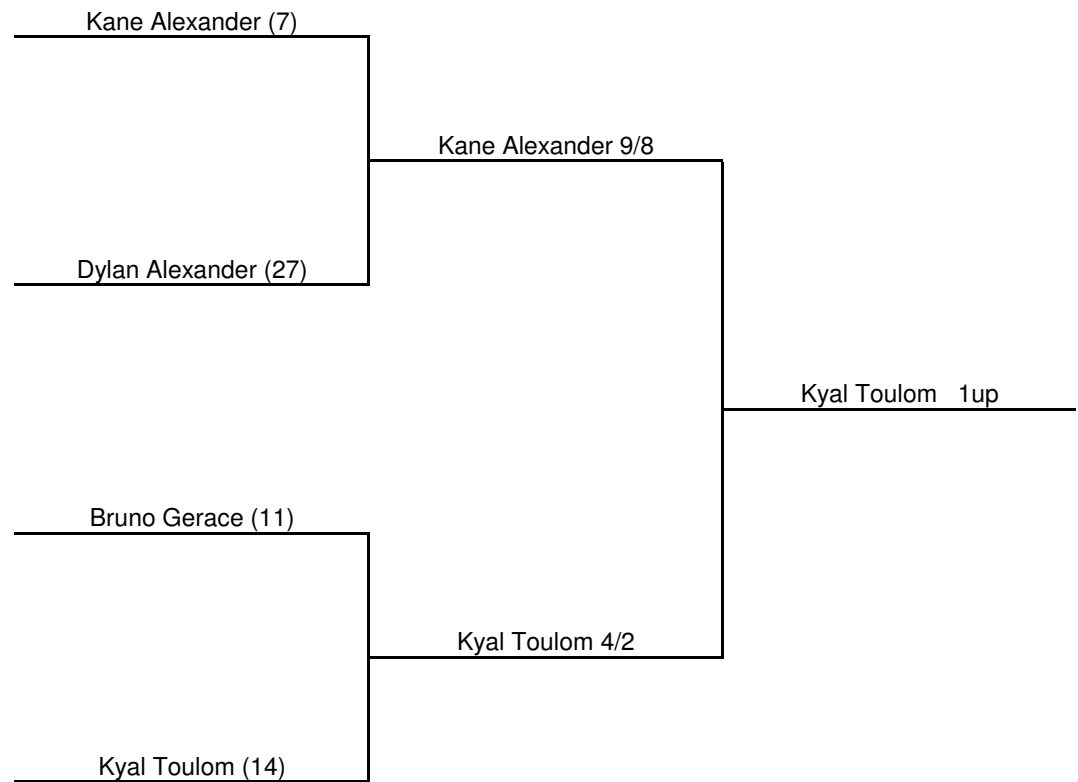 Kane Alexander (7)
Kane Alexander 9/8
Dylan Alexander (27)
Kyal Toulom 1up
Bruno Gerace (11)
Kyal Toulom 4/2
Kyal Toulom (14)